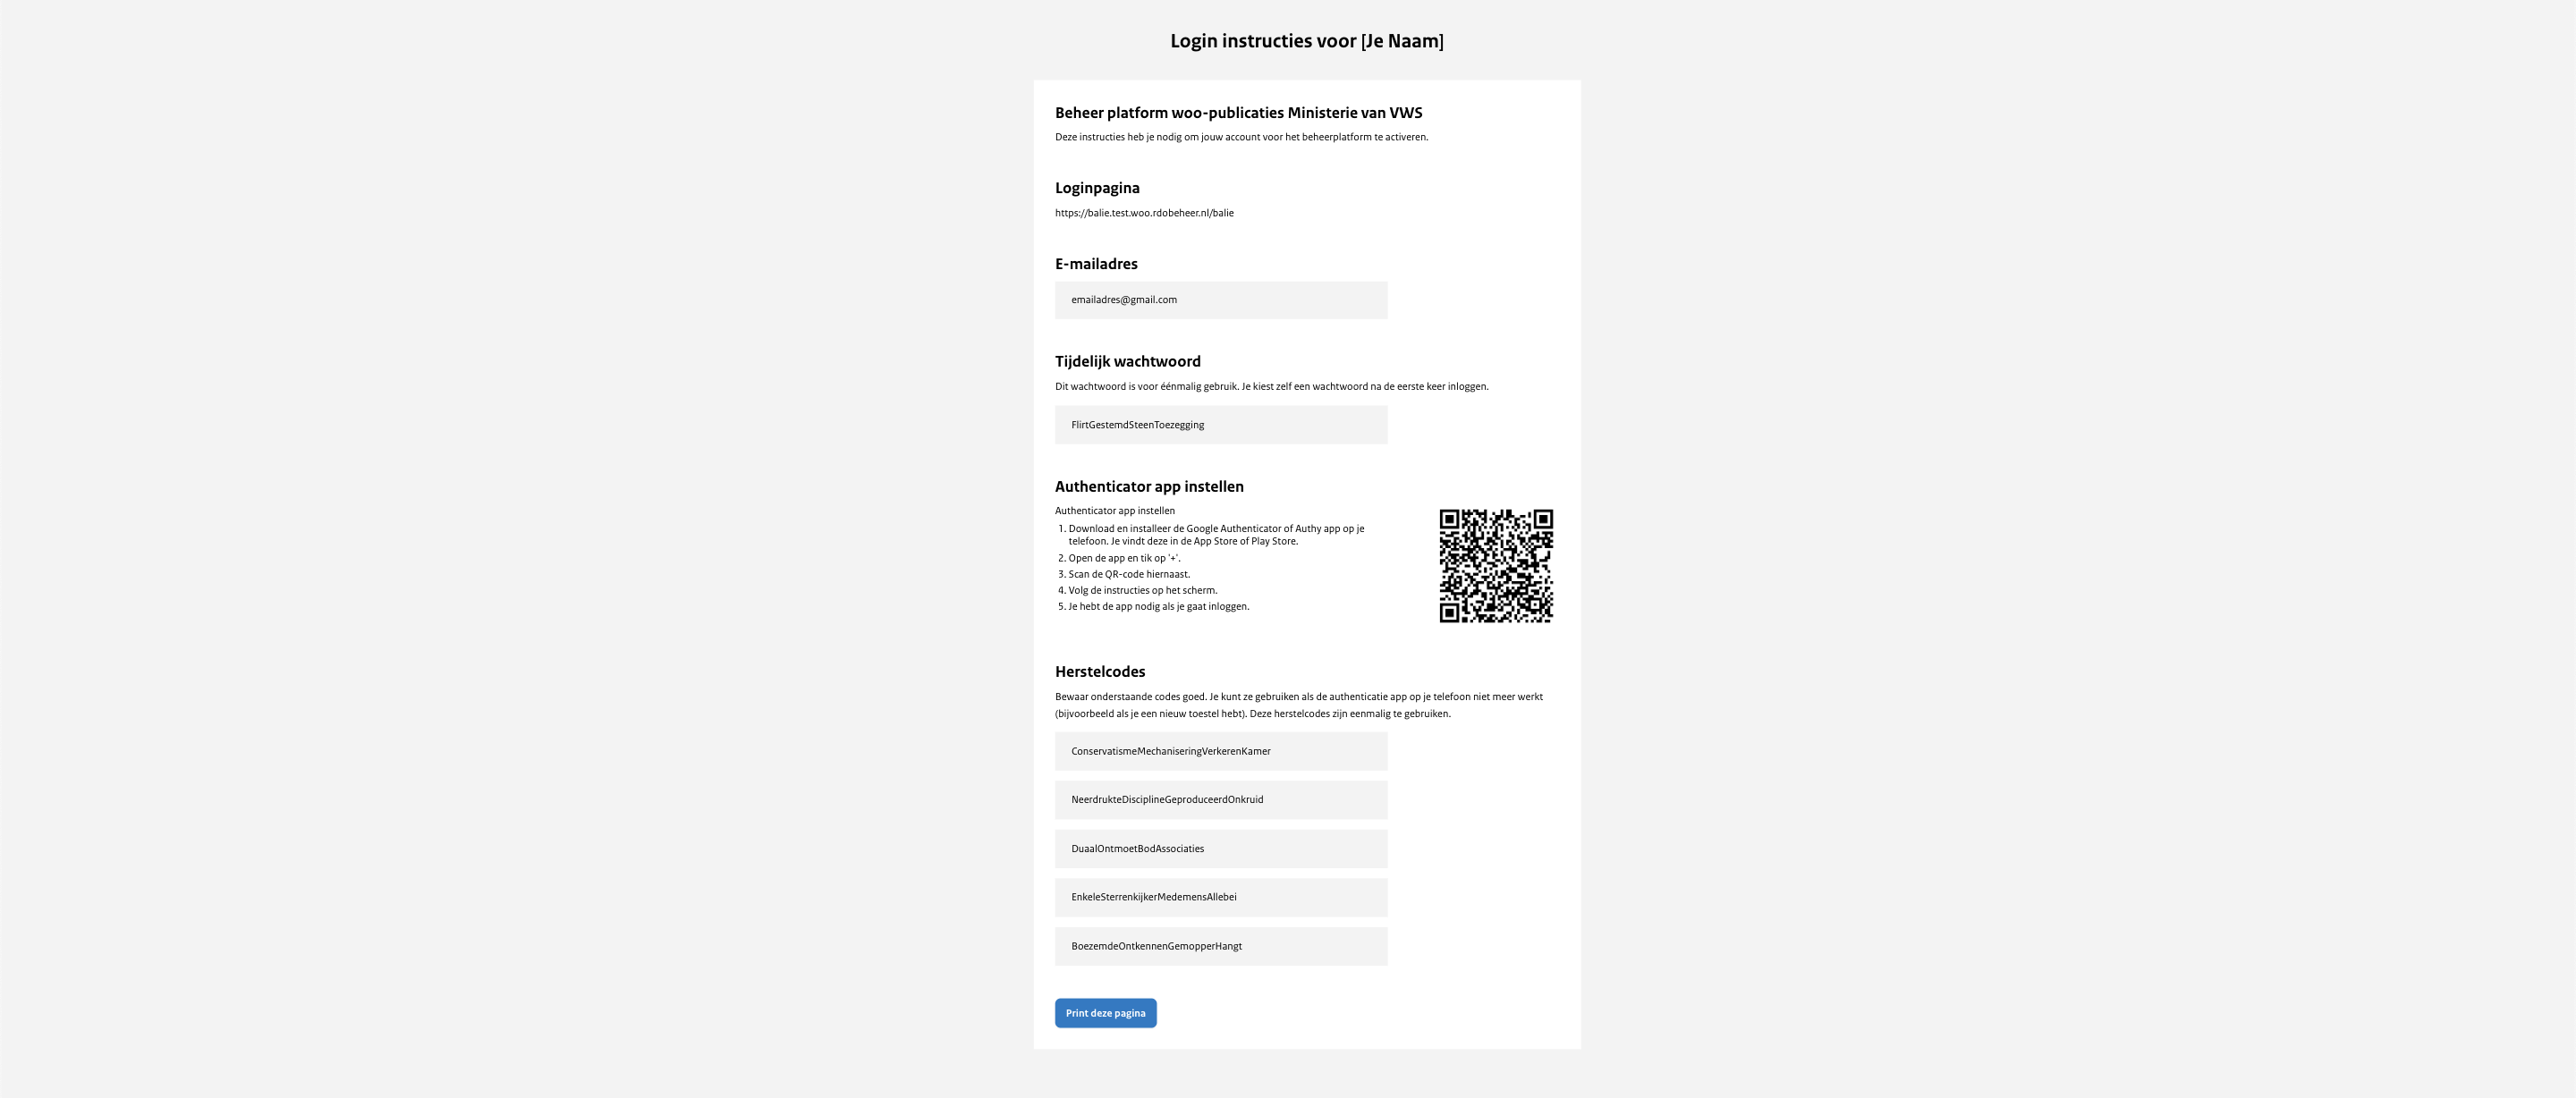 Login instructies voor [Je Naam]
Beheer platform woo-publicaties Ministerie van VWS
Deze instructies heb je nodig om jouw account voor het beheerplatform te activeren.
Loginpagina
https://balie.test.woo.rdobeheer.nl/balie
E-mailadres
emailadres@gmail.com
Tijdelijk wachtwoord
Dit wachtwoord is voor éénmalig gebruik. Je kiest zelf een wachtwoord na de eerste keer inloggen.
FlirtGestemdSteenToezegging
Authenticator app instellen
Authenticator app instellen
1. Download en installeer de Google Authenticator of Authy app op je
telefoon. Je vindt deze in de App Store of Play Store.
2. Open de app en tik op '+'.
3. Scan de QR-code hiernaast.
4. Volg de instructies op het scherm.
5. Je hebt de app nodig als je gaat inloggen.
Herstelcodes
Bewaar onderstaande codes goed. Je kunt ze gebruiken als de authenticatie app op je telefoon niet meer werkt
(bijvoorbeeld als je een nieuw toestel hebt). Deze herstelcodes zijn eenmalig te gebruiken.
ConservatismeMechaniseringVerkerenKamer
NeerdrukteDisciplineGeproduceerdOnkruid
DuaalOntmoetBodAssociaties
EnkeleSterrenkijkerMedemensAllebei
BoezemdeOntkennenGemopperHangt
Print deze pagina